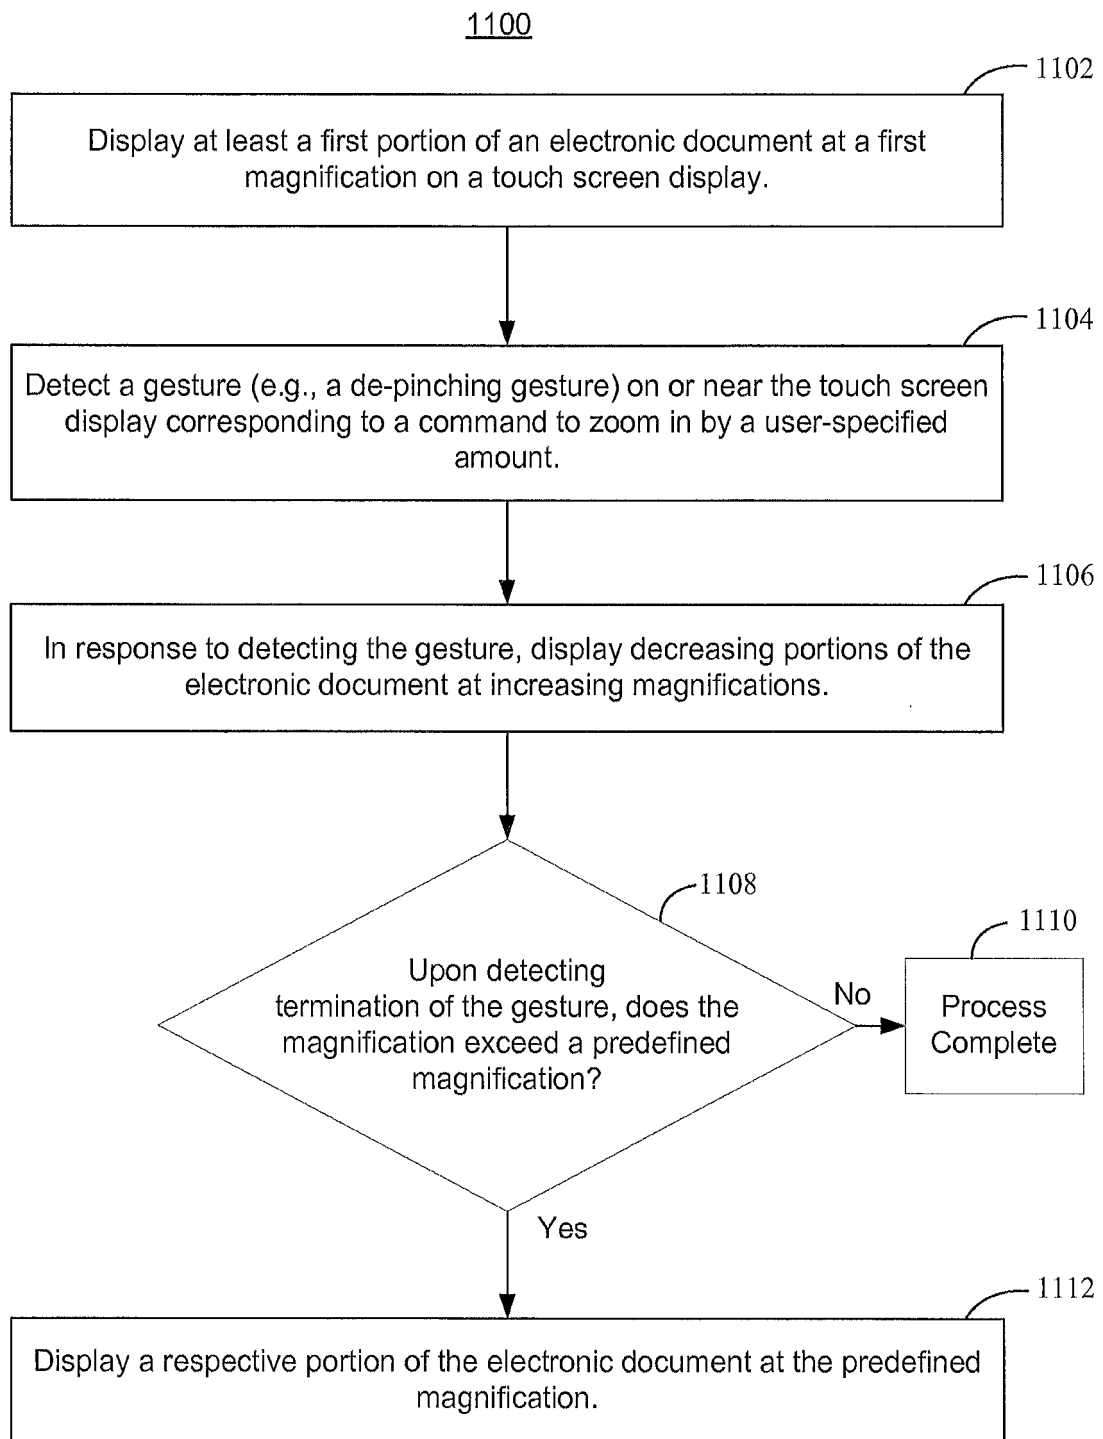 1100
1102
Display at least a first portion of an electronic document at a first
magnification on a touch screen display.
1104
Detect a gesture (e.g., a de-pinching gesture) on or near the touch screen
display corresponding to a command to zoom in by a user-specified
amount.
1106
In response to detecting the gesture, display decreasing portions of the
electronic document at increasing magnifications.
1108
Upon detecting
termination of the gesture, does the
magnification exceed a predefined
magnification?
No
1110
Process
Complete
Yes
1112
Display a respective portion of the electronic document at the predefined
magnification.